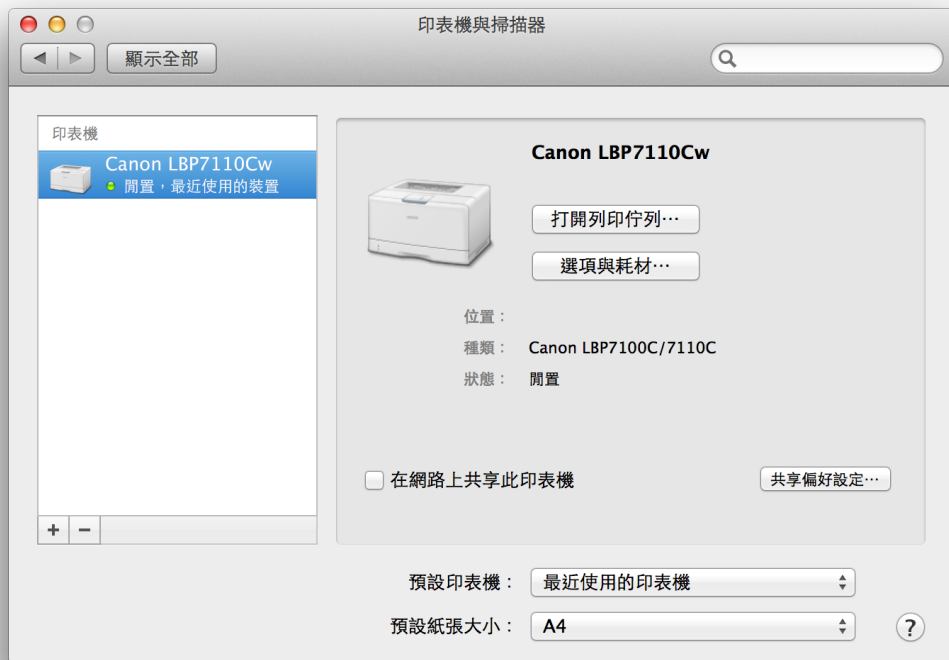 印表機與掃描器
顯示全部
印表機
Canon LBP7110Cw
閒置，最近使用的裝置
+ −
Canon LBP7110Cw
打開列印佇列⋯
選項與耗材⋯
位置：
種類： Canon LBP7100C/7110C
狀態： 閒置
在網路上共享此印表機
共享偏好設定⋯
預設印表機： 最近使用的印表機
預設紙張大小： A4
?